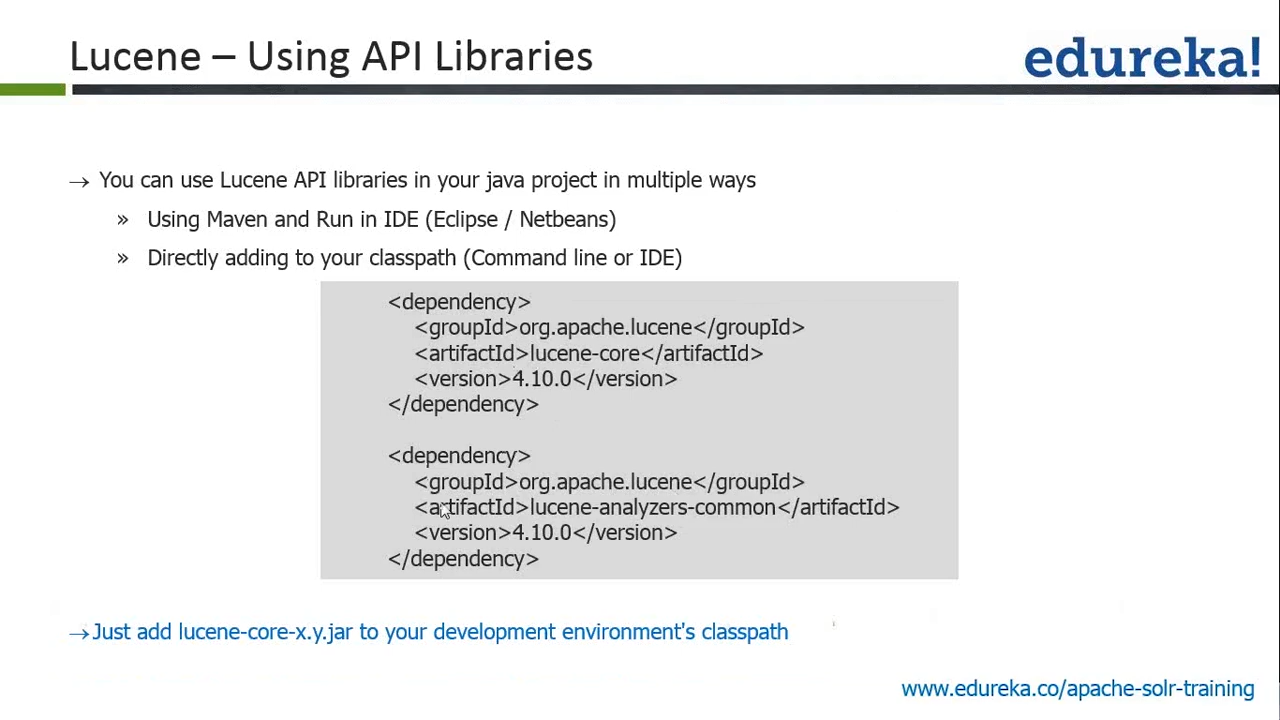 Lucene – Using API Libraries
edureka!
→ You can use Lucene API libraries in your java project in multiple ways
» Using Maven and Run in IDE (Eclipse / Netbeans)
» Directly adding to your classpath (Command line or IDE)
<dependency>
<groupId>org.apache.lucene</groupId>
<artifactId>lucene-core</artifactId>
<version>4.10.0</version>
</dependency>
<dependency>
<groupId>org.apache.lucene</groupId>
<artifactId>lucene-analyzers-common</artifactId>
<version>4.10.0</version>
</dependency>
→Just add lucene-core-x.y.jar to your development environment's classpath
www.edureka.co/apache-solr-training